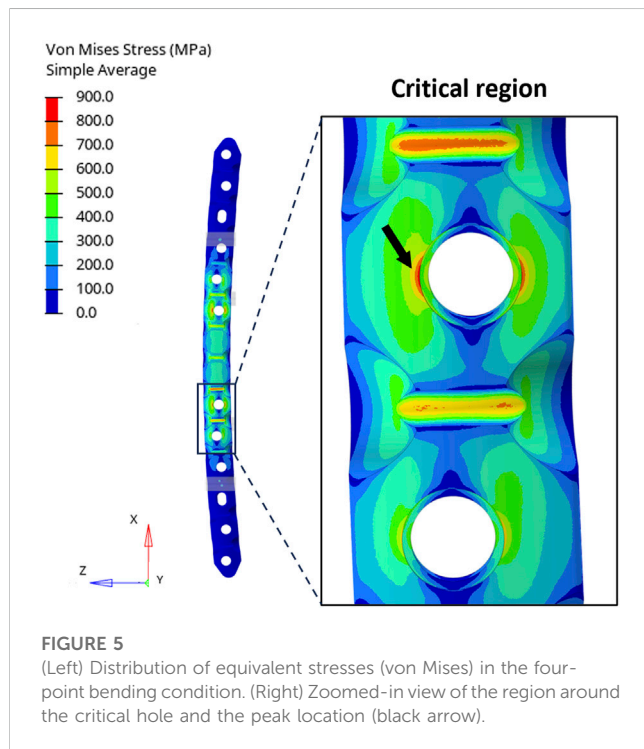 Von Mises Stress (MPa)
Simple Average
900.0
800.0
700.0
600.0
500.0
400.0
300.0
200.0
100.0
0.0
Critical region
X
Z
Y
FIGURE 5
(Left) Distribution of equivalent stresses (von Mises) in the four-
point bending condition. (Right) Zoomed-in view of the region around
the critical hole and the peak location (black arrow).